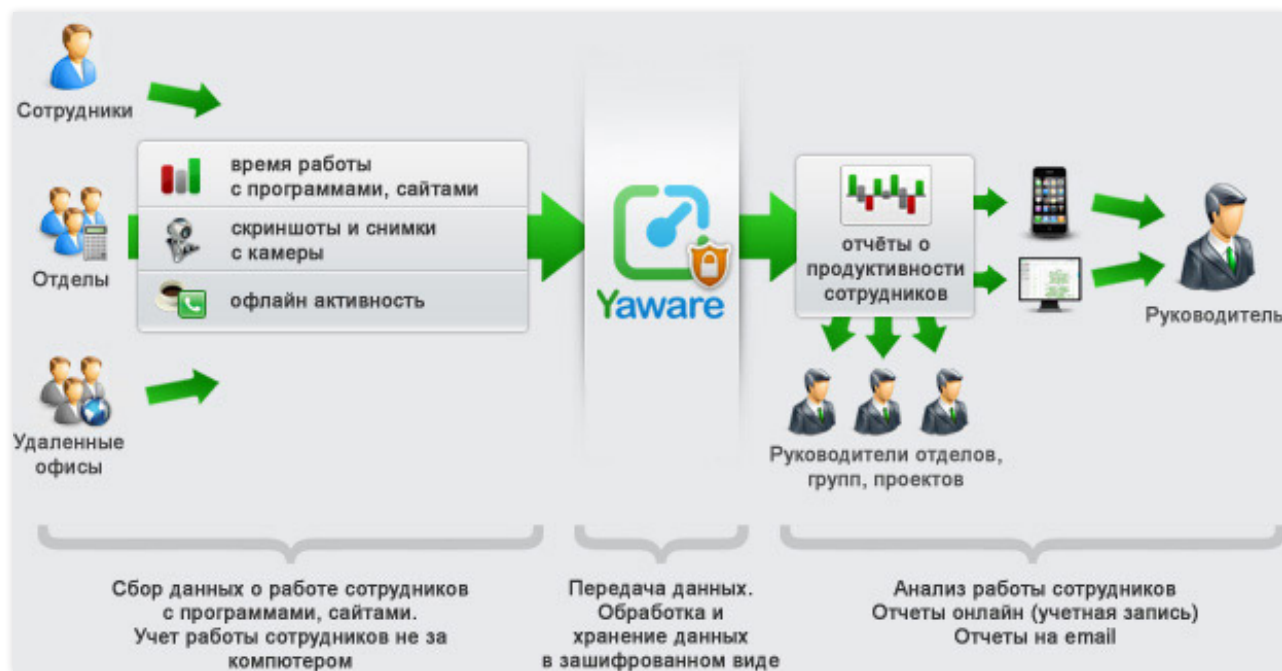 Сотрудники
время работы
с программами, сайтами
скриншоты и снимки
с камеры
офлайн активность
Отделы
Удаленные
офисы
Yaware
отчёты о
продуктивности
сотрудников
Руководитель
Руководители отделов,
групп, проектов
Сбор данных о работе сотрудников
с программами, сайтами.
Учет работы сотрудников не за
компютером
Передача данных.
Обработка и
хранение данных
в зашифрованном виде
Анализ работы сотрудников
Отчеты онлайн (учетная запись)
Отчеты на email